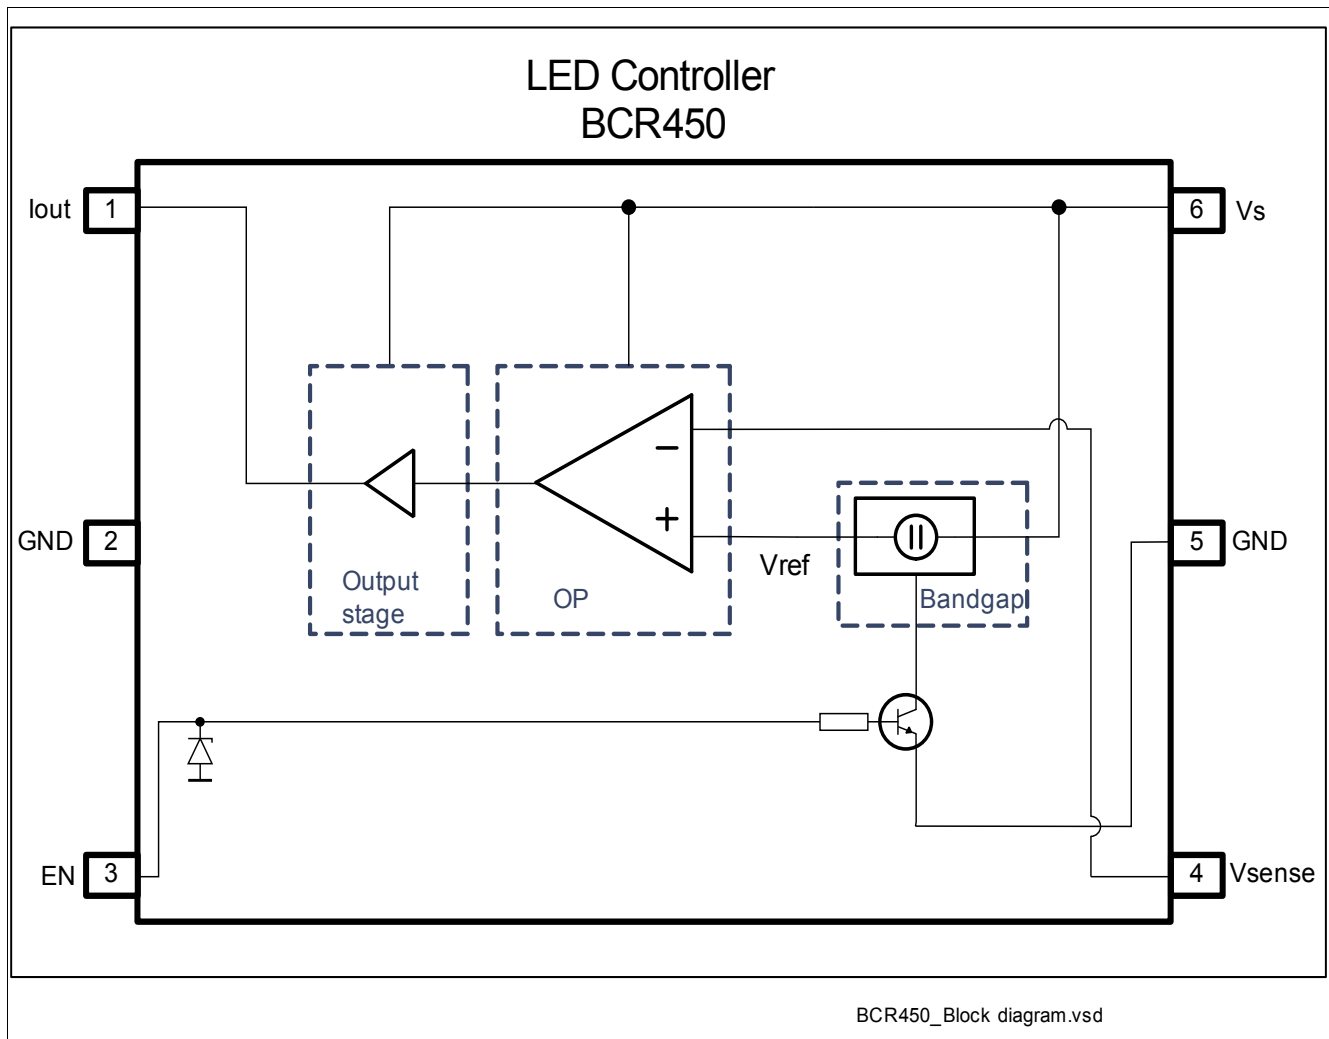 LED Controller
BCR450
Iout 1
6 Vs
−
+
Vref
GND 2
5 GND
Output
stage
OP
Bandgap
EN 3
4 Vsense
BCR450_Block diagram.vsd